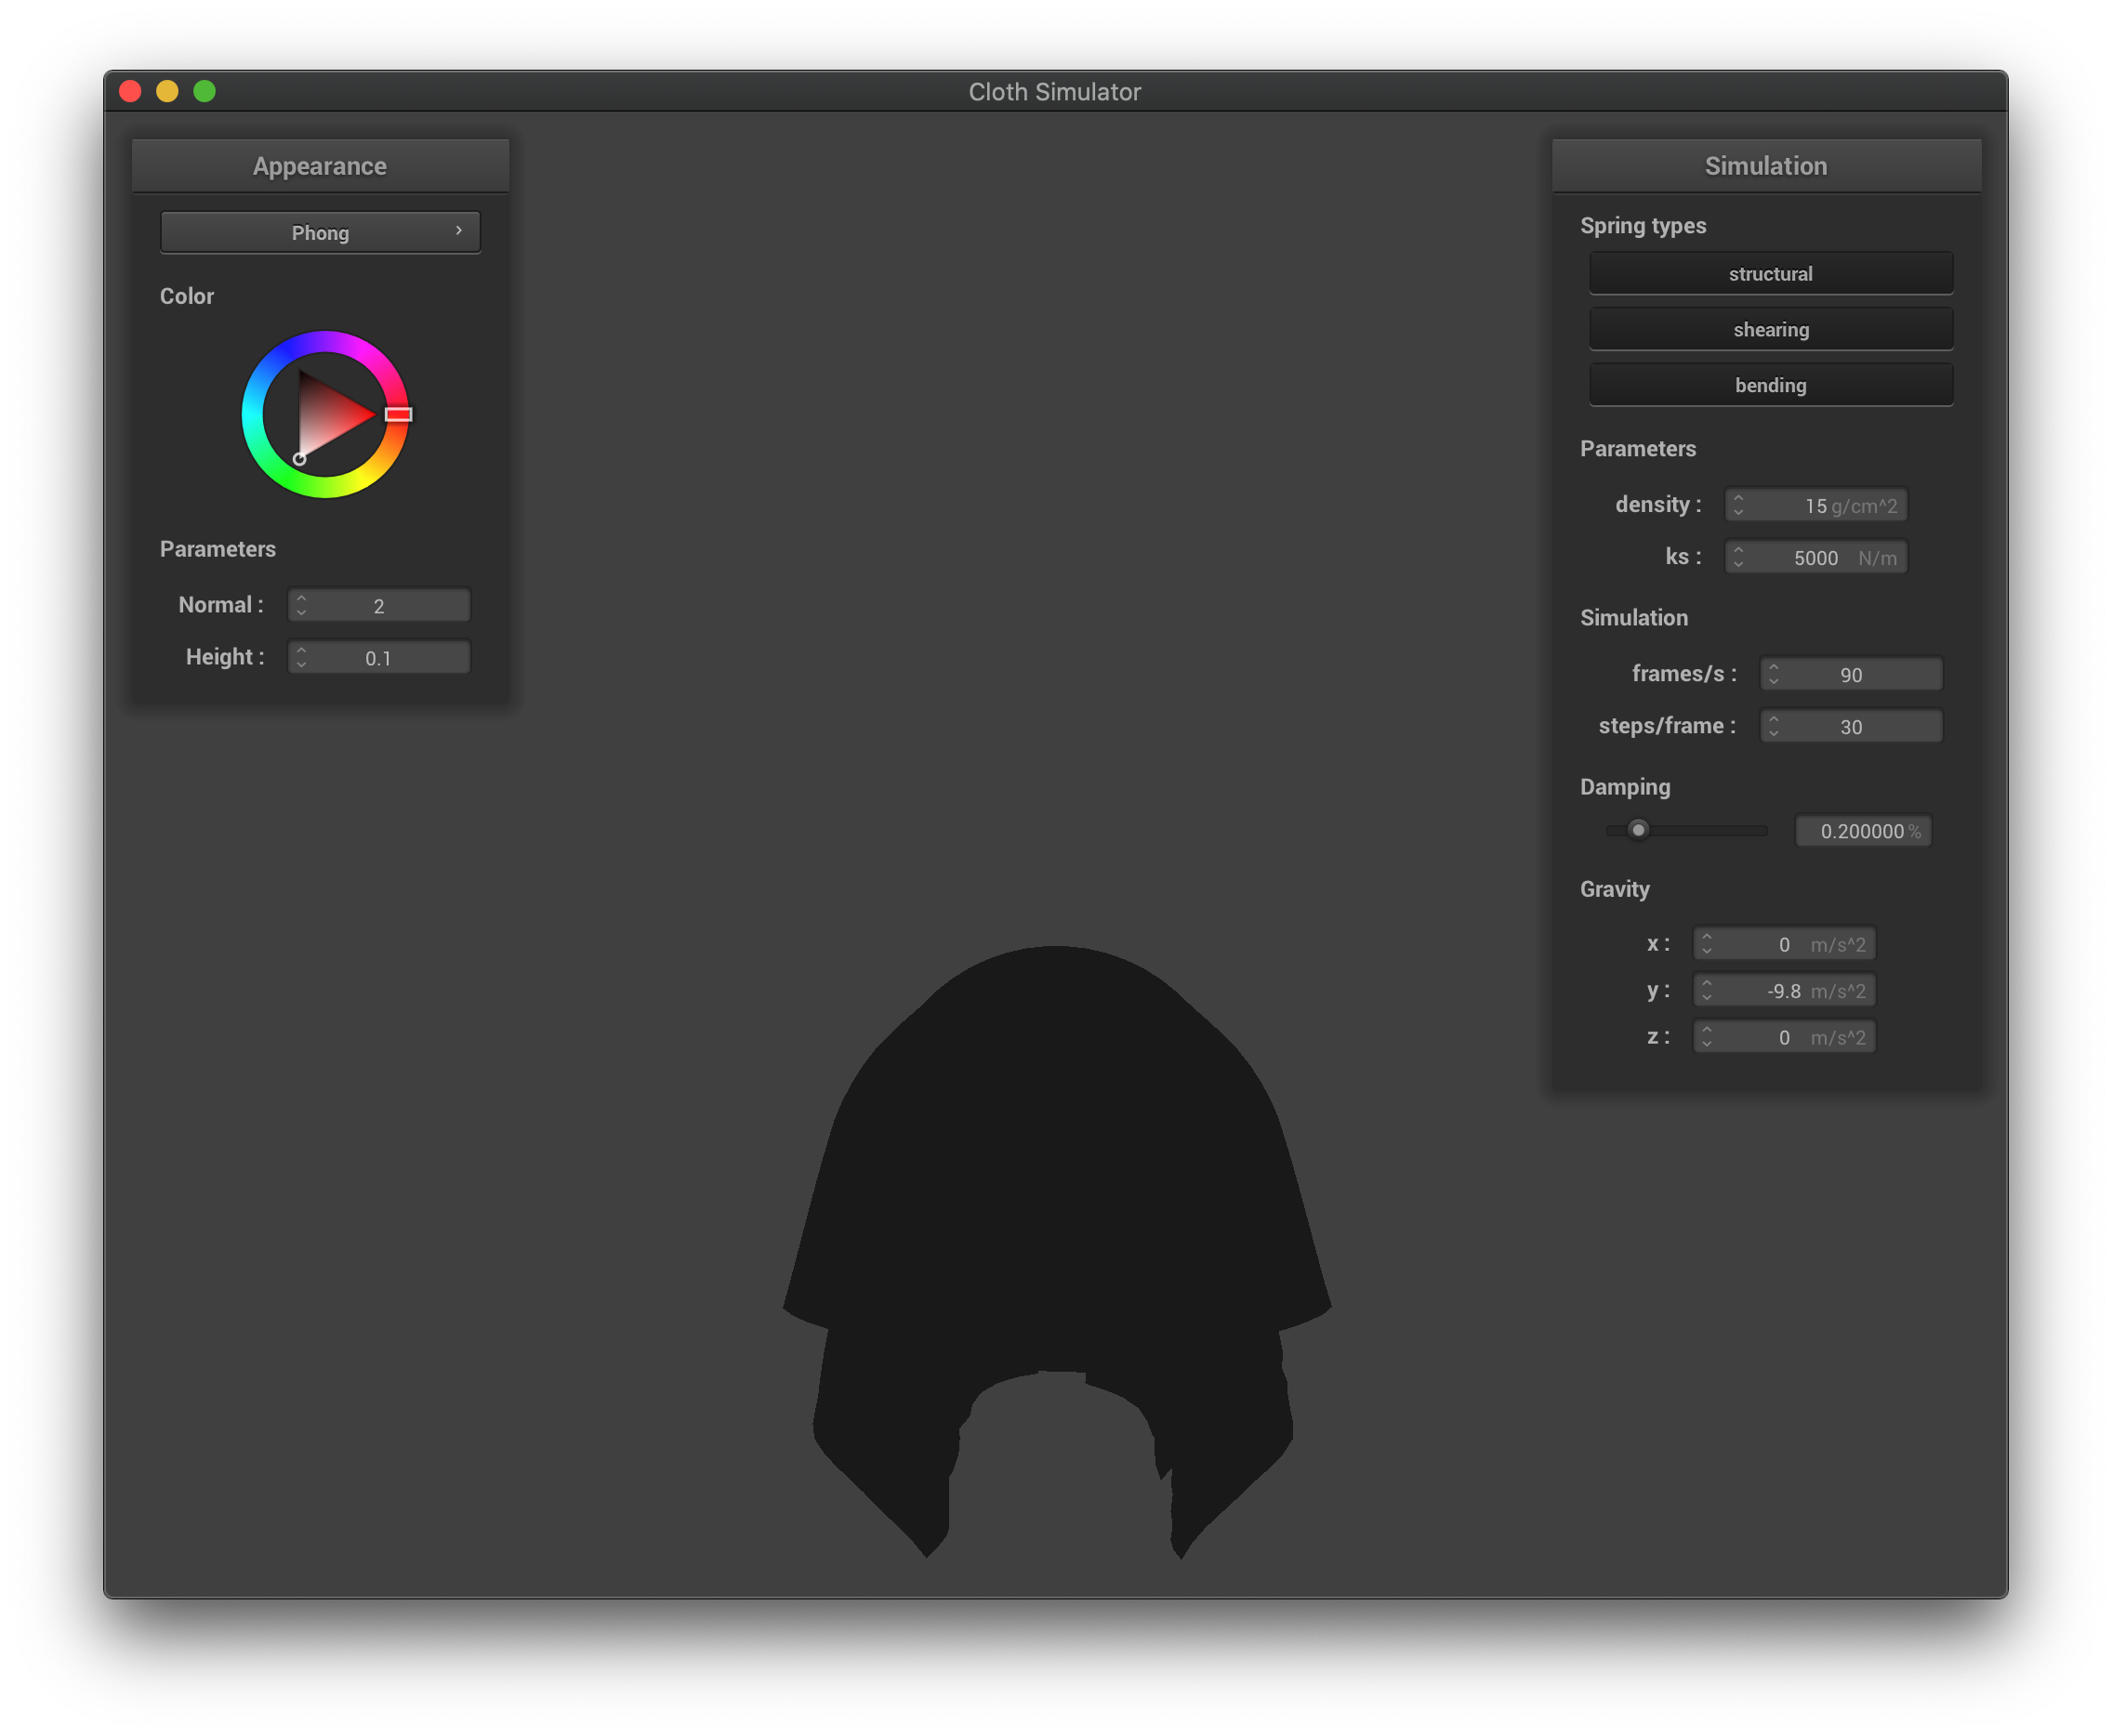 Cloth Simulator
Appearance
Phong
Color
Parameters
Normal : 2
Height : 0.1
Simulation
Spring types
structural
shearing
bending
Parameters
density : 15 g/cm^2
ks : 5000 N/m
Simulation
frames/s : 90
steps/frame : 30
Damping
0.200000 %
Gravity
x : 0 m/s^2
y : -9.8 m/s^2
z : 0 m/s^2